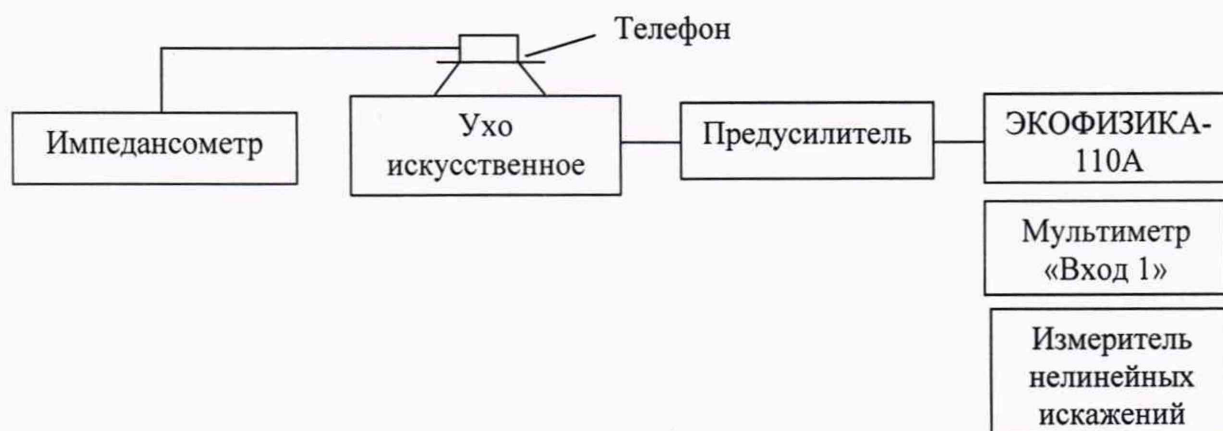 Телефон
Импедансометр
Ухо
искусственное
Предусилитель
ЭКОФИЗИКА-
110А
Мультиметр
«Вход 1»
Измеритель
нелинейных
искажений